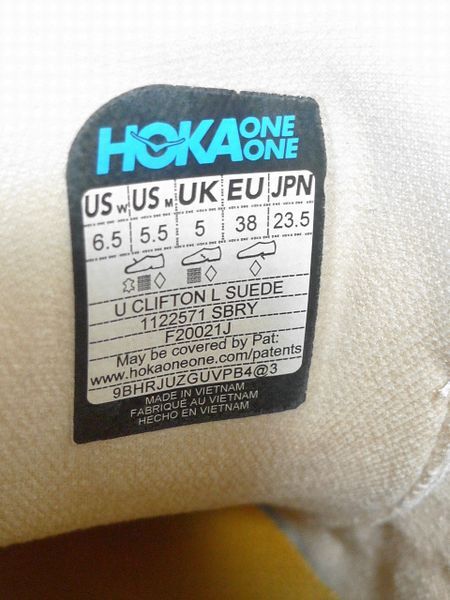 HOKA ONE ONE
US W US M UK EU JPN
6.5 5.5 5 38 23.5
U CLIFTON L SUEDE
1122571 SBRY
F20021J
May be covered by Pat:
www.hokaoneone.com/patents
9BHRJUZGUVPB4@3
MADE IN VIETNAM
FABRIQUÉ AU VIETNAM
HECHO EN VIETNAM